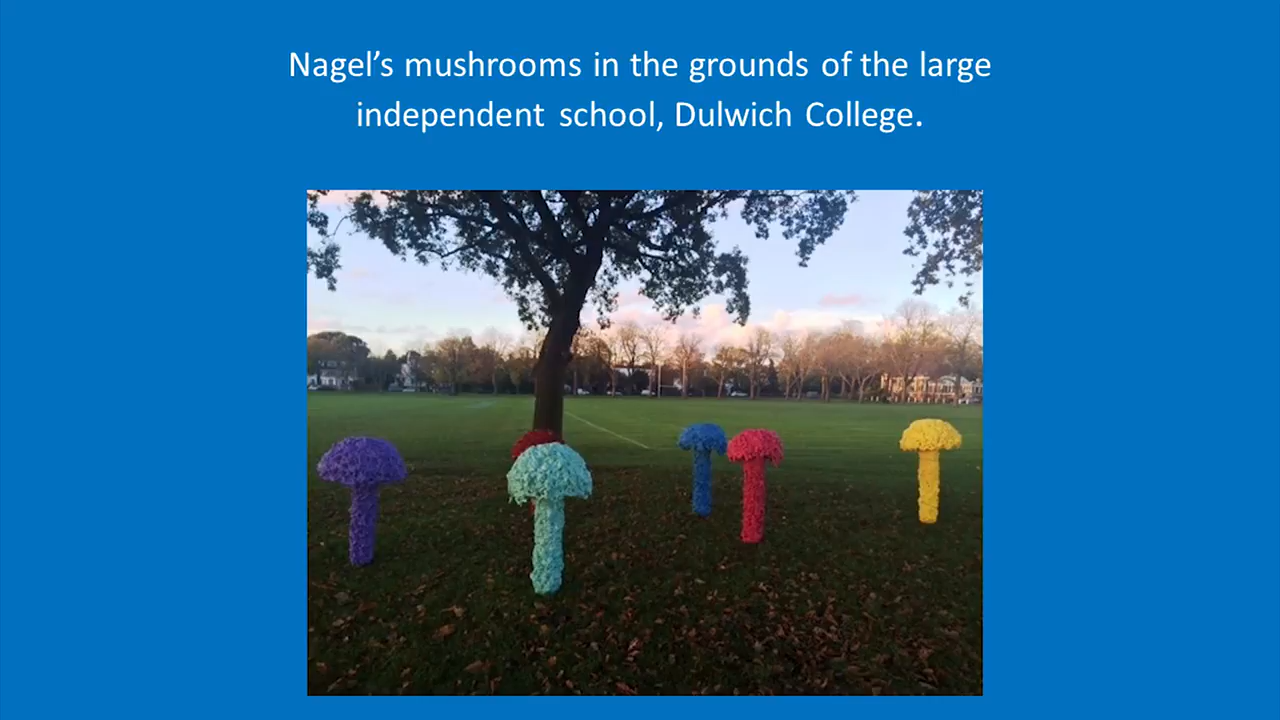 Nagel’s mushrooms in the grounds of the large
independent school, Dulwich College.